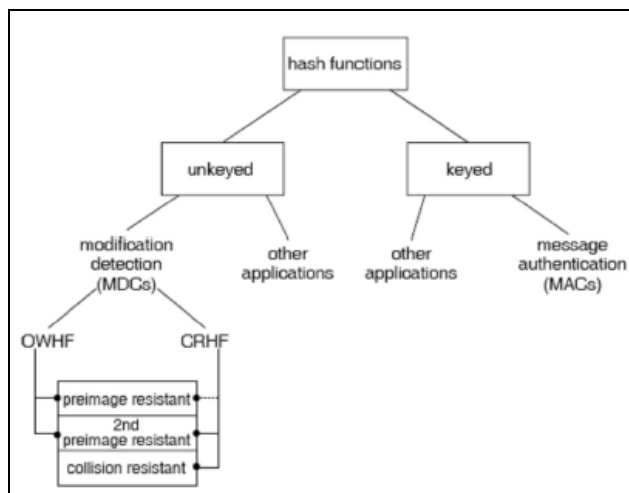 hash functions
unkeyed
keyed
modification
detection
(MDCs)
other
applications
other
applications
message
authentication
(MACs)
OWHF
CRHF
preimage resistant
2nd
preimage resistant
collision resistant